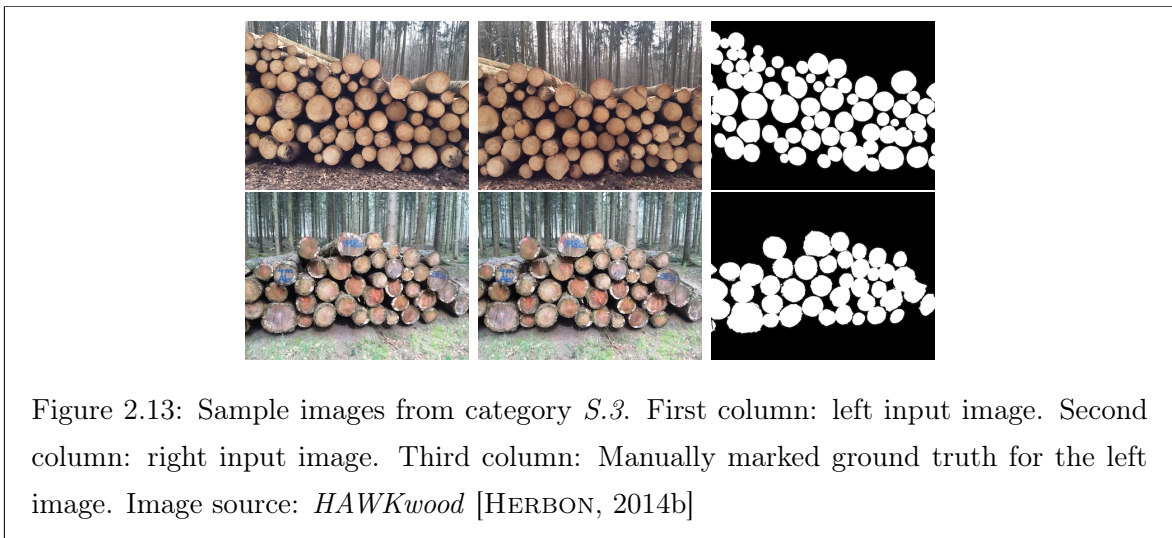 Figure 2.13: Sample images from category S.3. First column: left input image. Second
column: right input image. Third column: Manually marked ground truth for the left
image. Image source: HAWKwood [HERBON, 2014b]